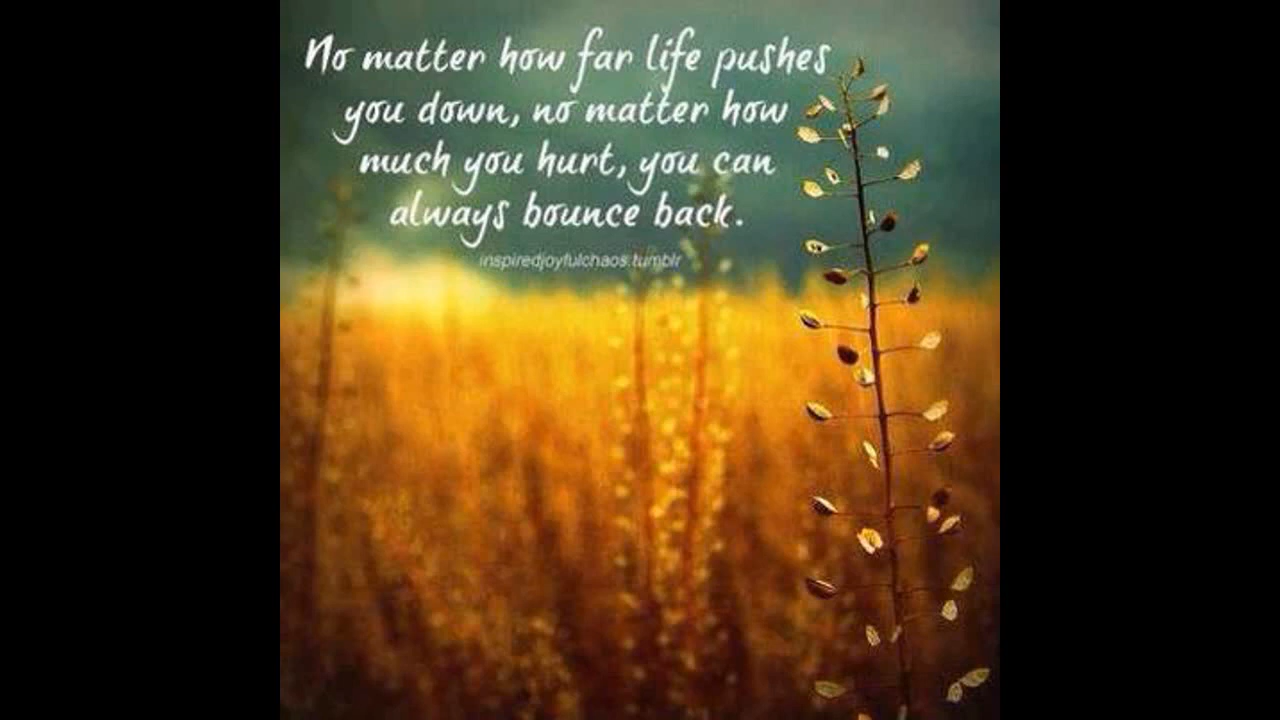 No matter how far life pushes
you down, no matter how
much you hurt, you can
always bounce back.
inspiredjoyfulchaos.tumblr